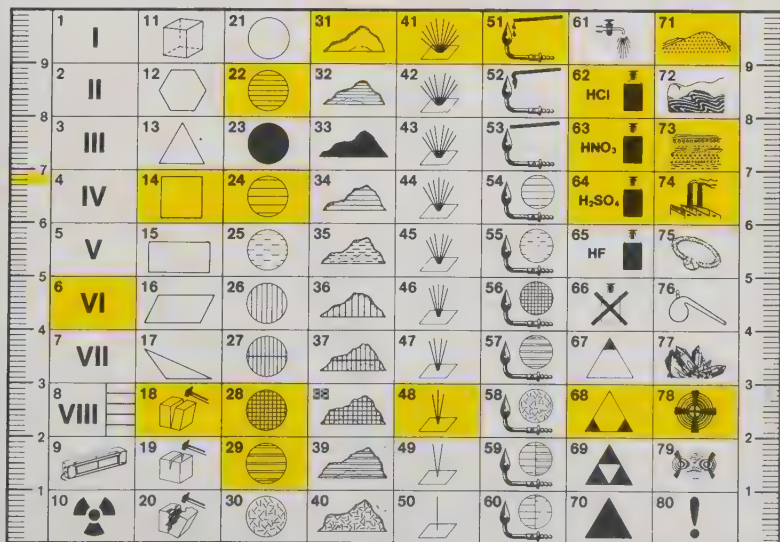 1 I 11 21 31 41 51 61 71
9 9
2 II 12 22 32 42 52 62 HCl 72
8 8
3 III 13 23 33 43 53 63 HNO₃ 73
7 7
4 IV 14 24 34 44 54 64 H₂SO₄ 74
6 6
5 V 15 25 35 45 55 65 HF 75
5 5
6 VI 16 26 36 46 56 66 76
4 4
7 VII 17 27 37 47 57 67 77
3 3
8 VIII 18 28 38 48 58 68 78
2 2
9 19 29 39 49 59 69 79
1 1
10 20 30 40 50 60 70 80 !